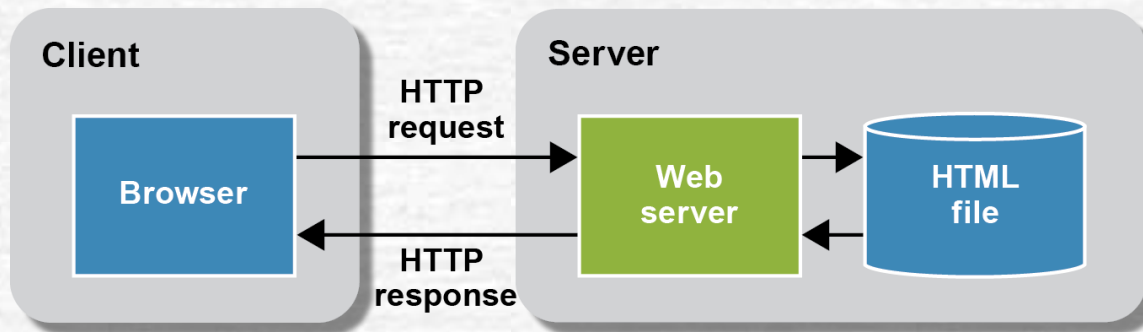 Client
Server
HTTP
request
Browser
Web
server
HTML
file
HTTP
response